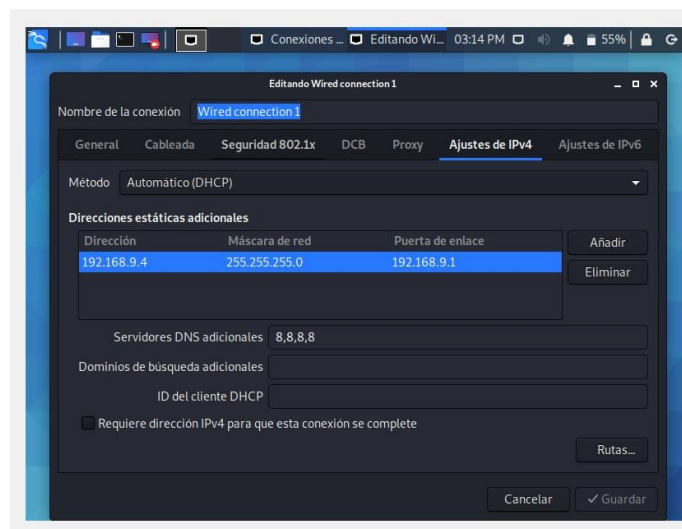 Conexiones ... Editando Wi... 03:14 PM 55%
Editando Wired connection 1
Nombre de la conexión Wired connection 1
General Cableada Seguridad 802.1x DCB Proxy Ajustes de IPv4 Ajustes de IPv6
Método Automático (DHCP)
Direcciones estáticas adicionales
Dirección Máscara de red Puerta de enlace Añadir
192.168.9.4 255.255.255.0 192.168.9.1
Eliminar
Servidores DNS adicionales 8,8,8,8
Dominios de búsqueda adicionales
ID del cliente DHCP
Requiere dirección IPv4 para que esta conexión se complete
Rutas...
Cancelar Guardar